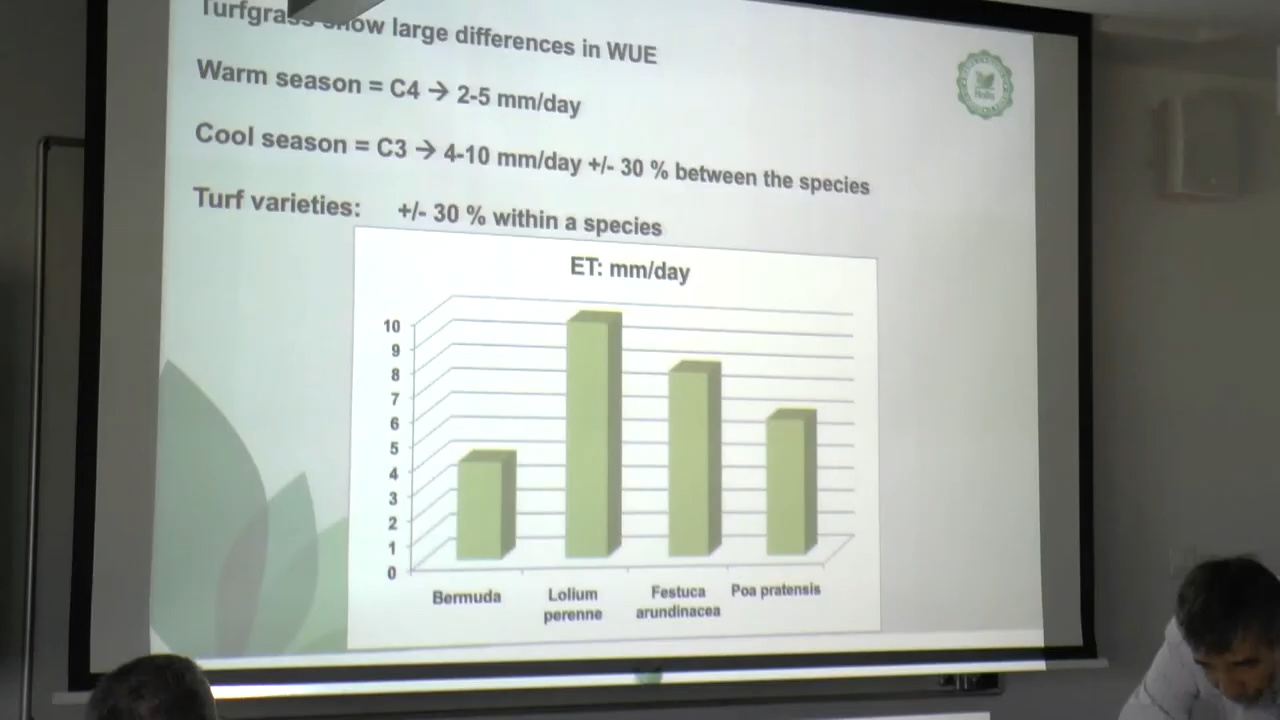 Turfgrass show large differences in WUE
Warm season = C4 → 2-5 mm/day
Cool season = C3 → 4-10 mm/day +/- 30 % between the species
Turf varieties: +/- 30 % within a species
ET: mm/day
10
9
8
7
6
5
4
3
2
1
0
Bermuda
Lolium
perenne
Festuca
arundinacea
Poa pratensis